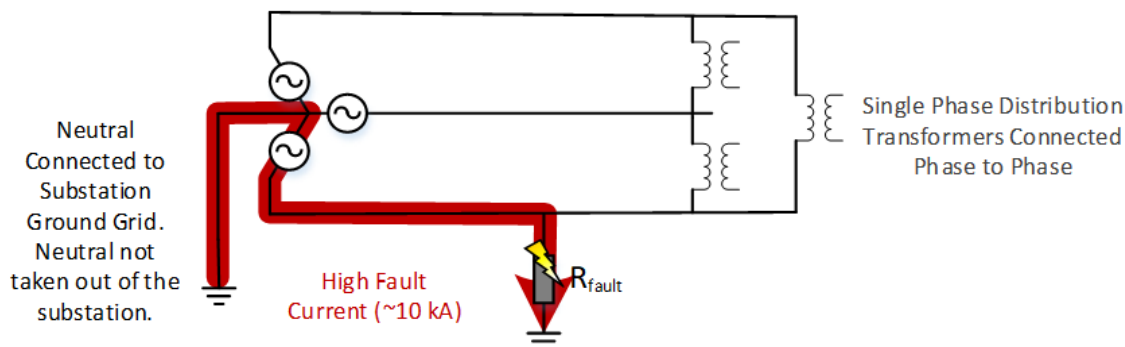 Neutral
Connected to
Substation
Ground Grid.
Neutral not
taken out of the
substation.
High Fault
Current (~10 kA)
Rfault
Single Phase Distribution
Transformers Connected
Phase to Phase